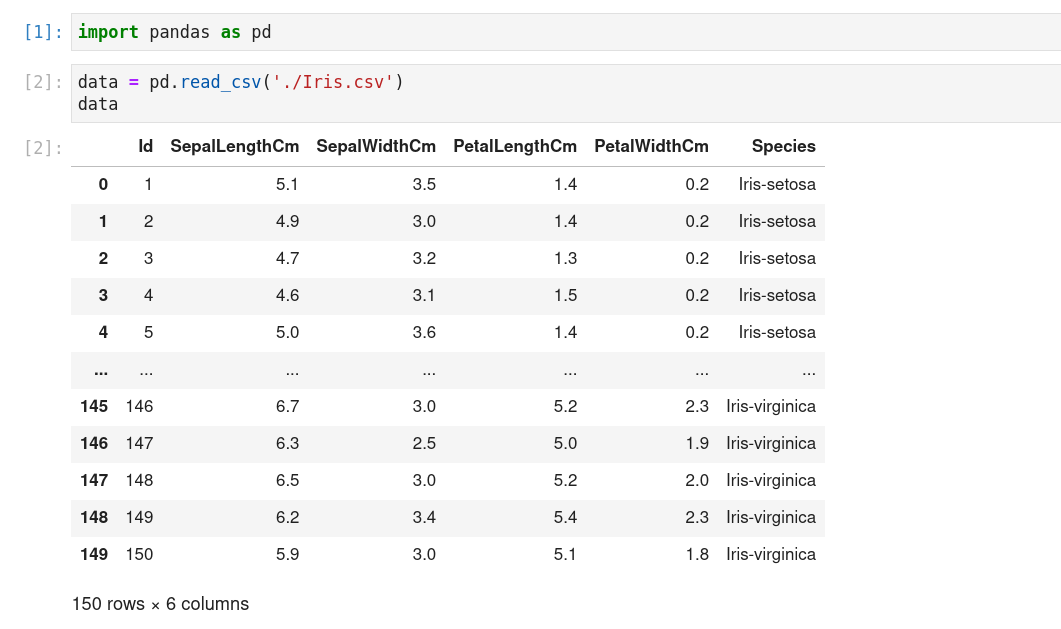 [1]: import pandas as pd
[2]: data = pd.read_csv('./Iris.csv')
data
[2]: Id SepalLengthCm SepalWidthCm PetalLengthCm PetalWidthCm Species
0 1 5.1 3.5 1.4 0.2 Iris-setosa
1 2 4.9 3.0 1.4 0.2 Iris-setosa
2 3 4.7 3.2 1.3 0.2 Iris-setosa
3 4 4.6 3.1 1.5 0.2 Iris-setosa
4 5 5.0 3.6 1.4 0.2 Iris-setosa
... ... ... ... ... ... ...
145 146 6.7 3.0 5.2 2.3 Iris-virginica
146 147 6.3 2.5 5.0 1.9 Iris-virginica
147 148 6.5 3.0 5.2 2.0 Iris-virginica
148 149 6.2 3.4 5.4 2.3 Iris-virginica
149 150 5.9 3.0 5.1 1.8 Iris-virginica
150 rows × 6 columns